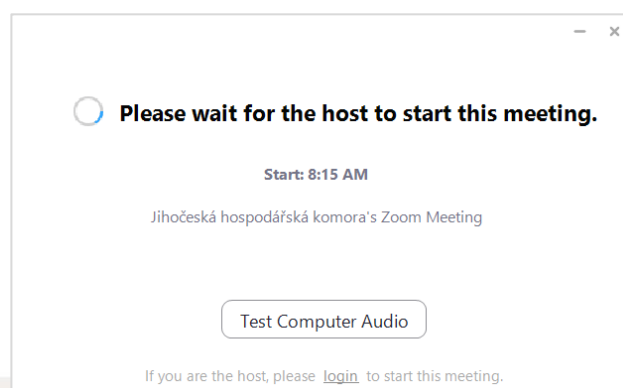 Please wait for the host to start this meeting.
Start: 8:15 AM
Jihočeská hospodářská komora's Zoom Meeting
Test Computer Audio
If you are the host, please login to start this meeting.